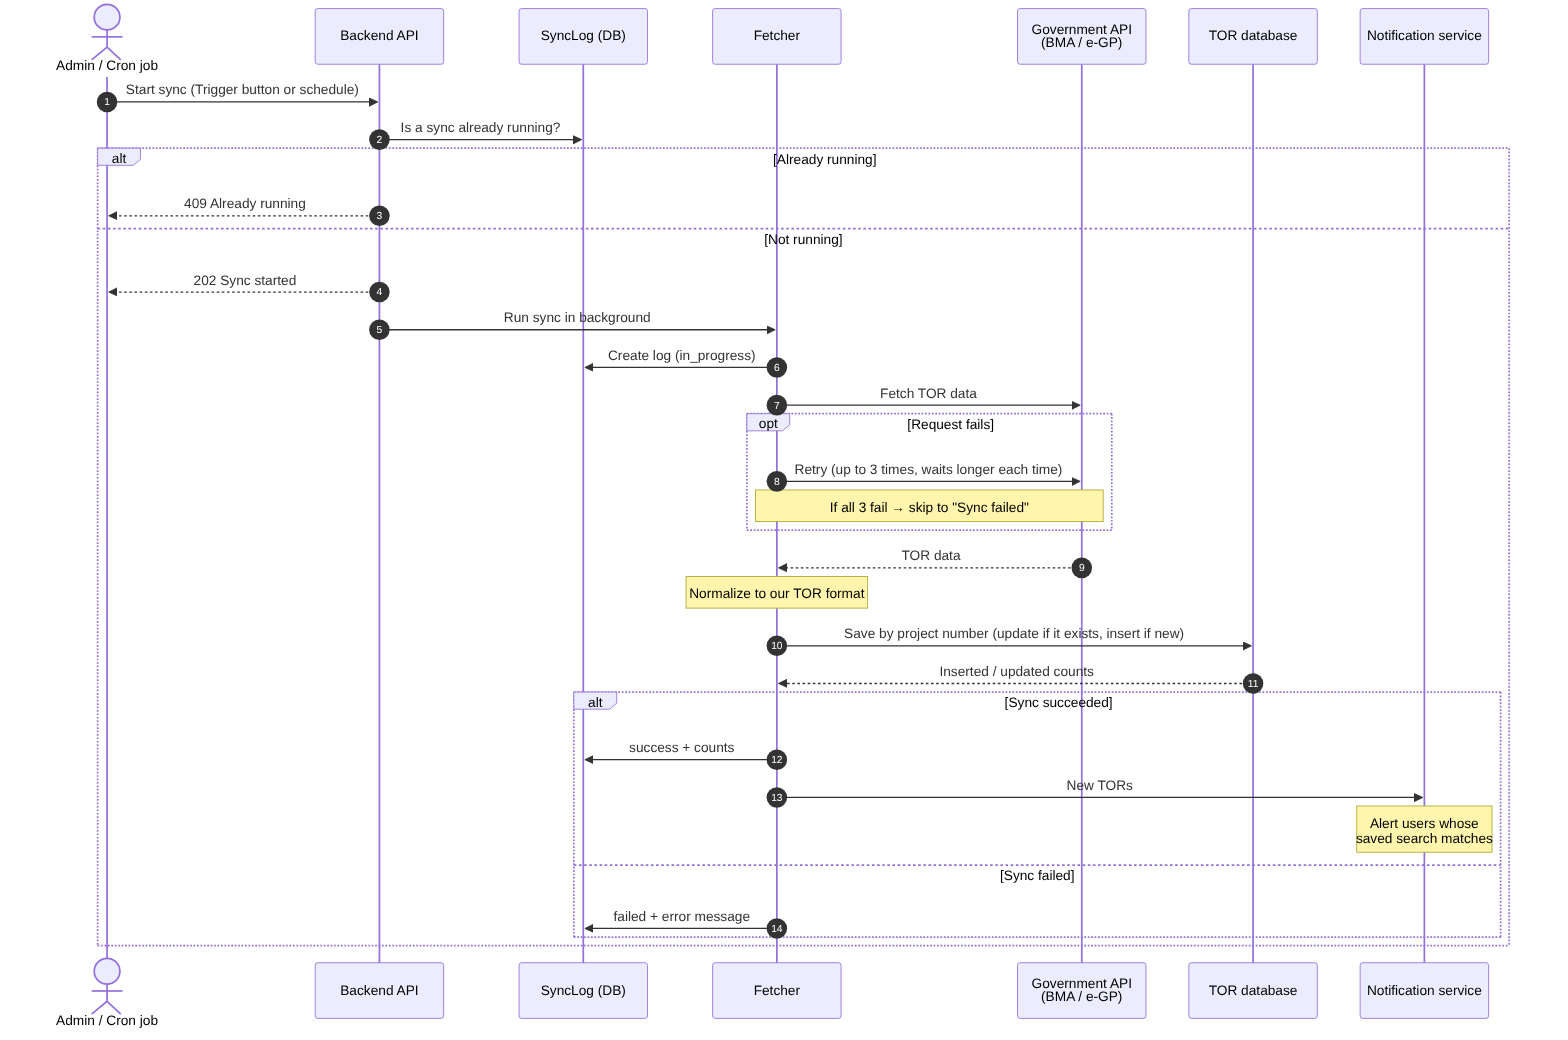 Admin / Cron job
Backend API
SyncLog (DB)
Fetcher
Government API
(BMA / e-GP)
TOR database
Notification service
1
Start sync (Trigger button or schedule)
2
Is a sync already running?
alt
[Already running]
409 Already running
3
[Not running]
202 Sync started
4
5
Run sync in background
Create log (in_progress)
6
7
Fetch TOR data
opt
[Request fails]
8
Retry (up to 3 times, waits longer each time)
If all 3 fail → skip to "Sync failed"
TOR data
9
Normalize to our TOR format
10
Save by project number (update if it exists, insert if new)
Inserted / updated counts
11
alt
[Sync succeeded]
success + counts
12
13
New TORs
Alert users whose
saved search matches
[Sync failed]
failed + error message
14
Admin / Cron job
Backend API
SyncLog (DB)
Fetcher
Government API
(BMA / e-GP)
TOR database
Notification service